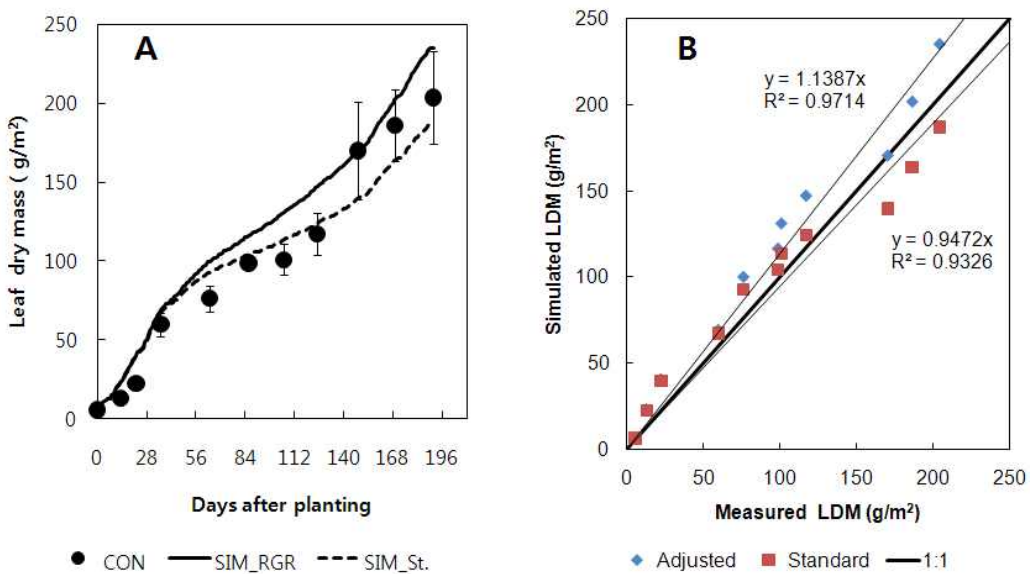 A
Leaf dry mass ( g/m²)
250
200
150
100
50
0
0 28 56 84 112 140 168 196
Days after planting
CON SIM_RGR SIM_St.
B
Simulated LDM (g/m²)
250
200
150
100
50
0
y = 1.1387x
R² = 0.9714
y = 0.9472x
R² = 0.9326
0 50 100 150 200 250
Measured LDM (g/m²)
Adjusted Standard 1:1